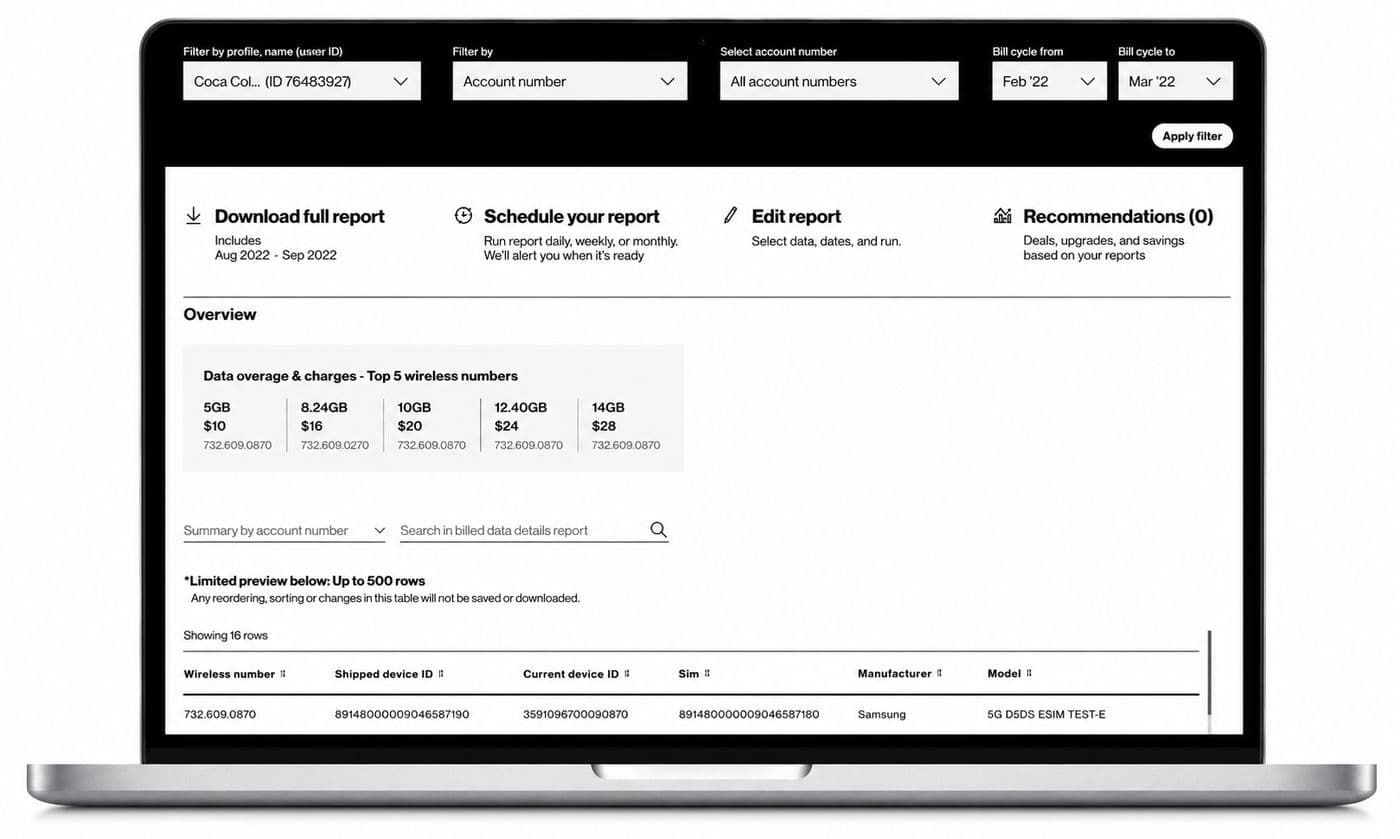 Filter by profile, name (user ID)
Filter by
Select account number
Bill cycle from
Bill cycle to
Coca Col... (ID 76483927)
Account number
All account numbers
Feb '22
Mar '22
Apply filter
Download full report
Includes
Aug 2022 - Sep 2022
Schedule your report
Run report daily, weekly, or monthly.
We'll alert you when it's ready
Edit report
Select data, dates, and run.
Recommendations (0)
Deals, upgrades, and savings
based on your reports
Overview
Data overage & charges - Top 5 wireless numbers
5GB
$10
732.609.0870
8.24GB
$16
732.609.0270
10GB
$20
732.609.0870
12.40GB
$24
732.609.0870
14GB
$28
732.609.0870
Summary by account number
Search in billed data details report
*Limited preview below: Up to 500 rows
Any reordering, sorting or changes in this table will not be saved or downloaded.
Showing 16 rows
Wireless number
Shipped device ID
Current device ID
Sim
Manufacturer
Model
732.609.0870
89148000009046587190
3591096700090870
891480000009046587180
Samsung
5G D5DS ESIM TEST-E